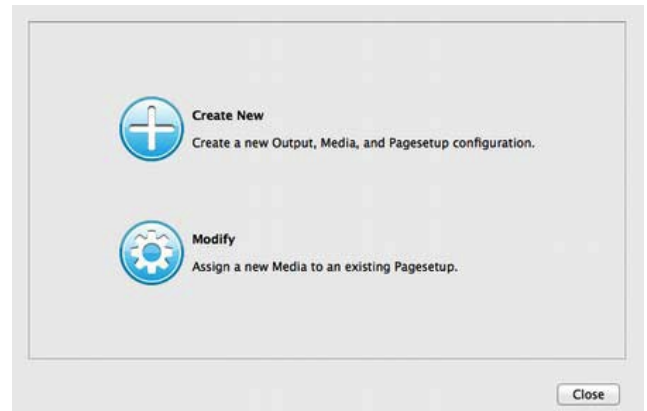 Create New
Create a new Output, Media, and Pagesetup configuration.
Modify
Assign a new Media to an existing Pagesetup.
Close